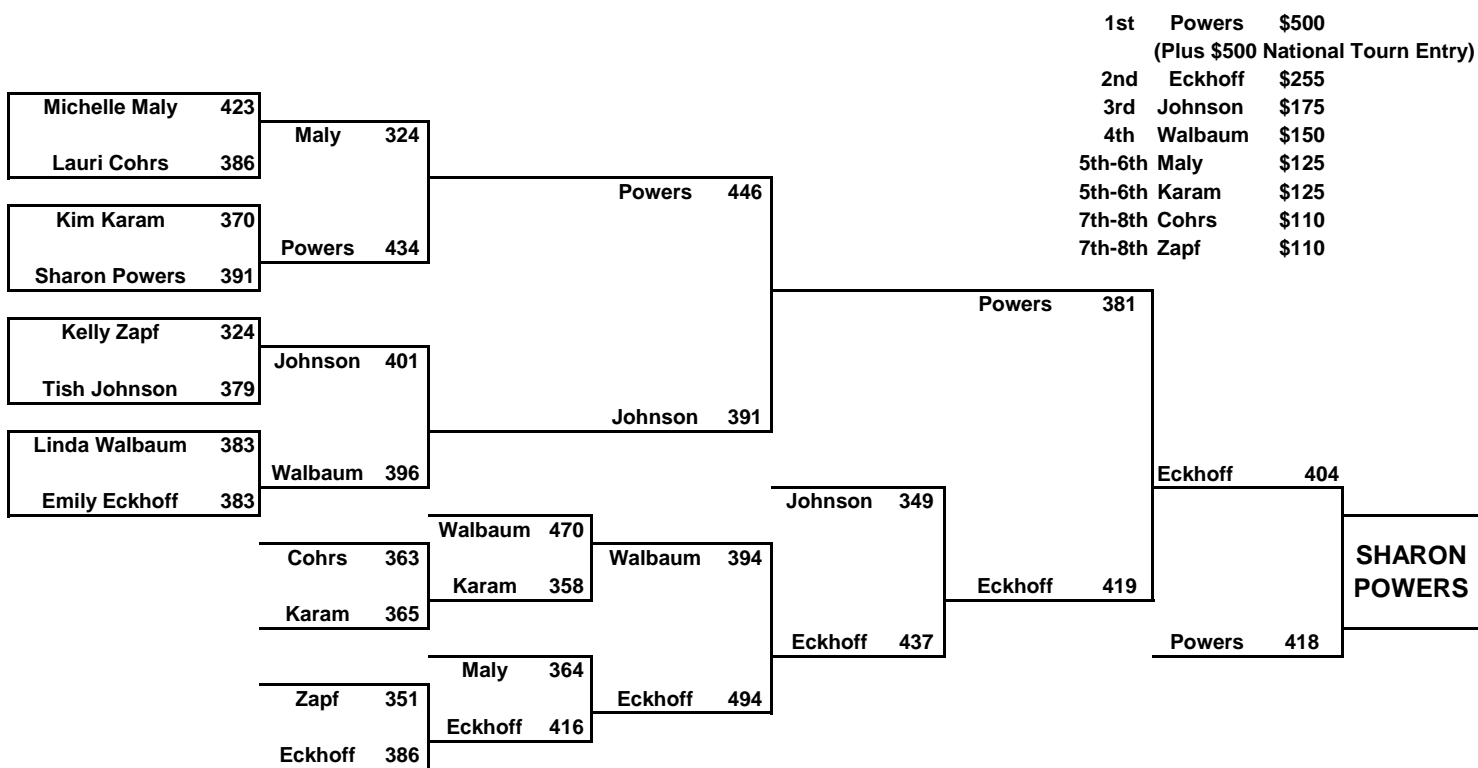 1st Powers $500
(Plus $500 National Tourn Entry)
2nd Eckhoff $255
Michelle Maly 423
3rd Johnson $175
Maly 324
4th Walbaum $150
Lauri Cohrs 386
5th-6th Maly $125
Powers 446
5th-6th Karam $125
Kim Karam 370
7th-8th Cohrs $110
Powers 434
7th-8th Zapf $110
Sharon Powers 391
Powers 381
Kelly Zapf 324
Johnson 401
Tish Johnson 379
Johnson 391
Linda Walbaum 383
Walbaum 396
Eckhoff 404
Emily Eckhoff 383
Johnson 349
Walbaum 470
Cohrs 363
Walbaum 394
SHARON
POWERS
Karam 358
Eckhoff 419
Karam 365
Eckhoff 437
Powers 418
Maly 364
Zapf 351
Eckhoff 494
Eckhoff 416
Eckhoff 386